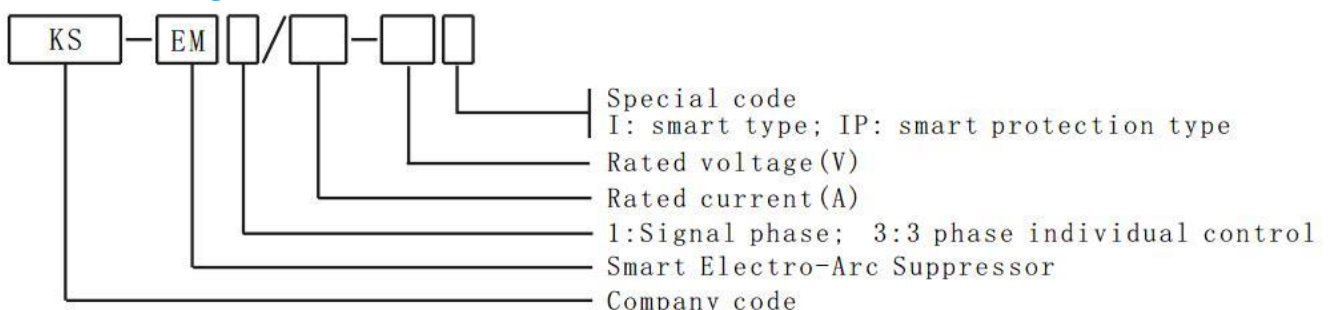 KS-EM□/□-□□
Special code
I: smart type; IP: smart protection type
Rated voltage(V)
Rated current(A)
1:Signal phase; 3:3 phase individual control
Smart Electro-Arc Suppressor
Company code